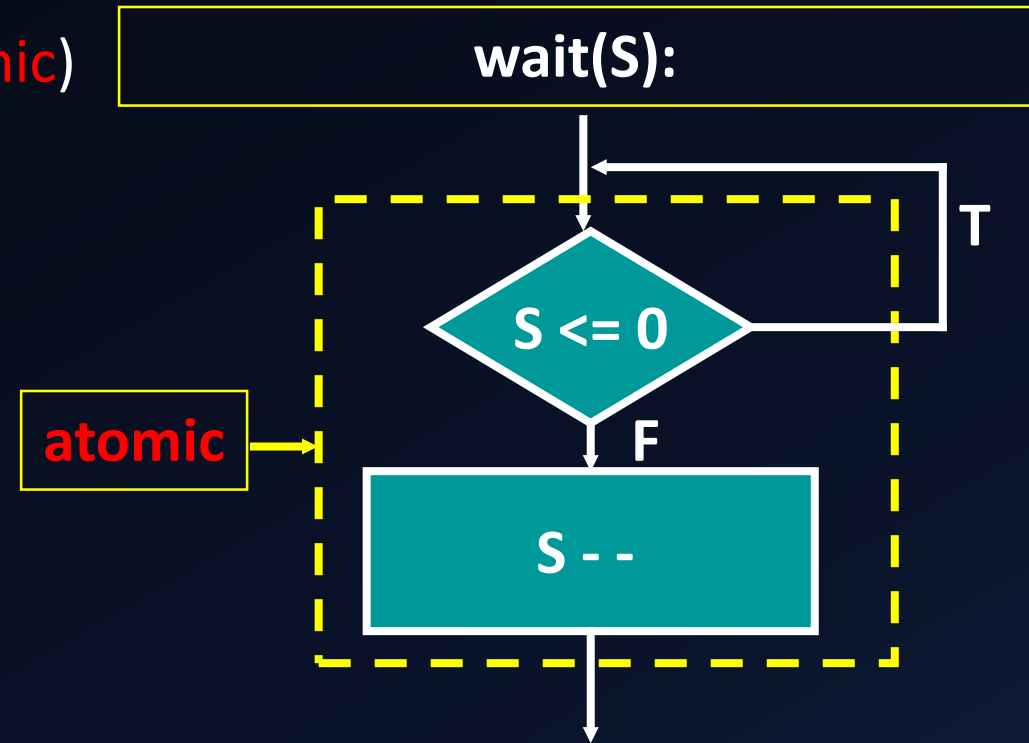 nic)
wait(S):
T
S <= 0
F
atomic
S - -